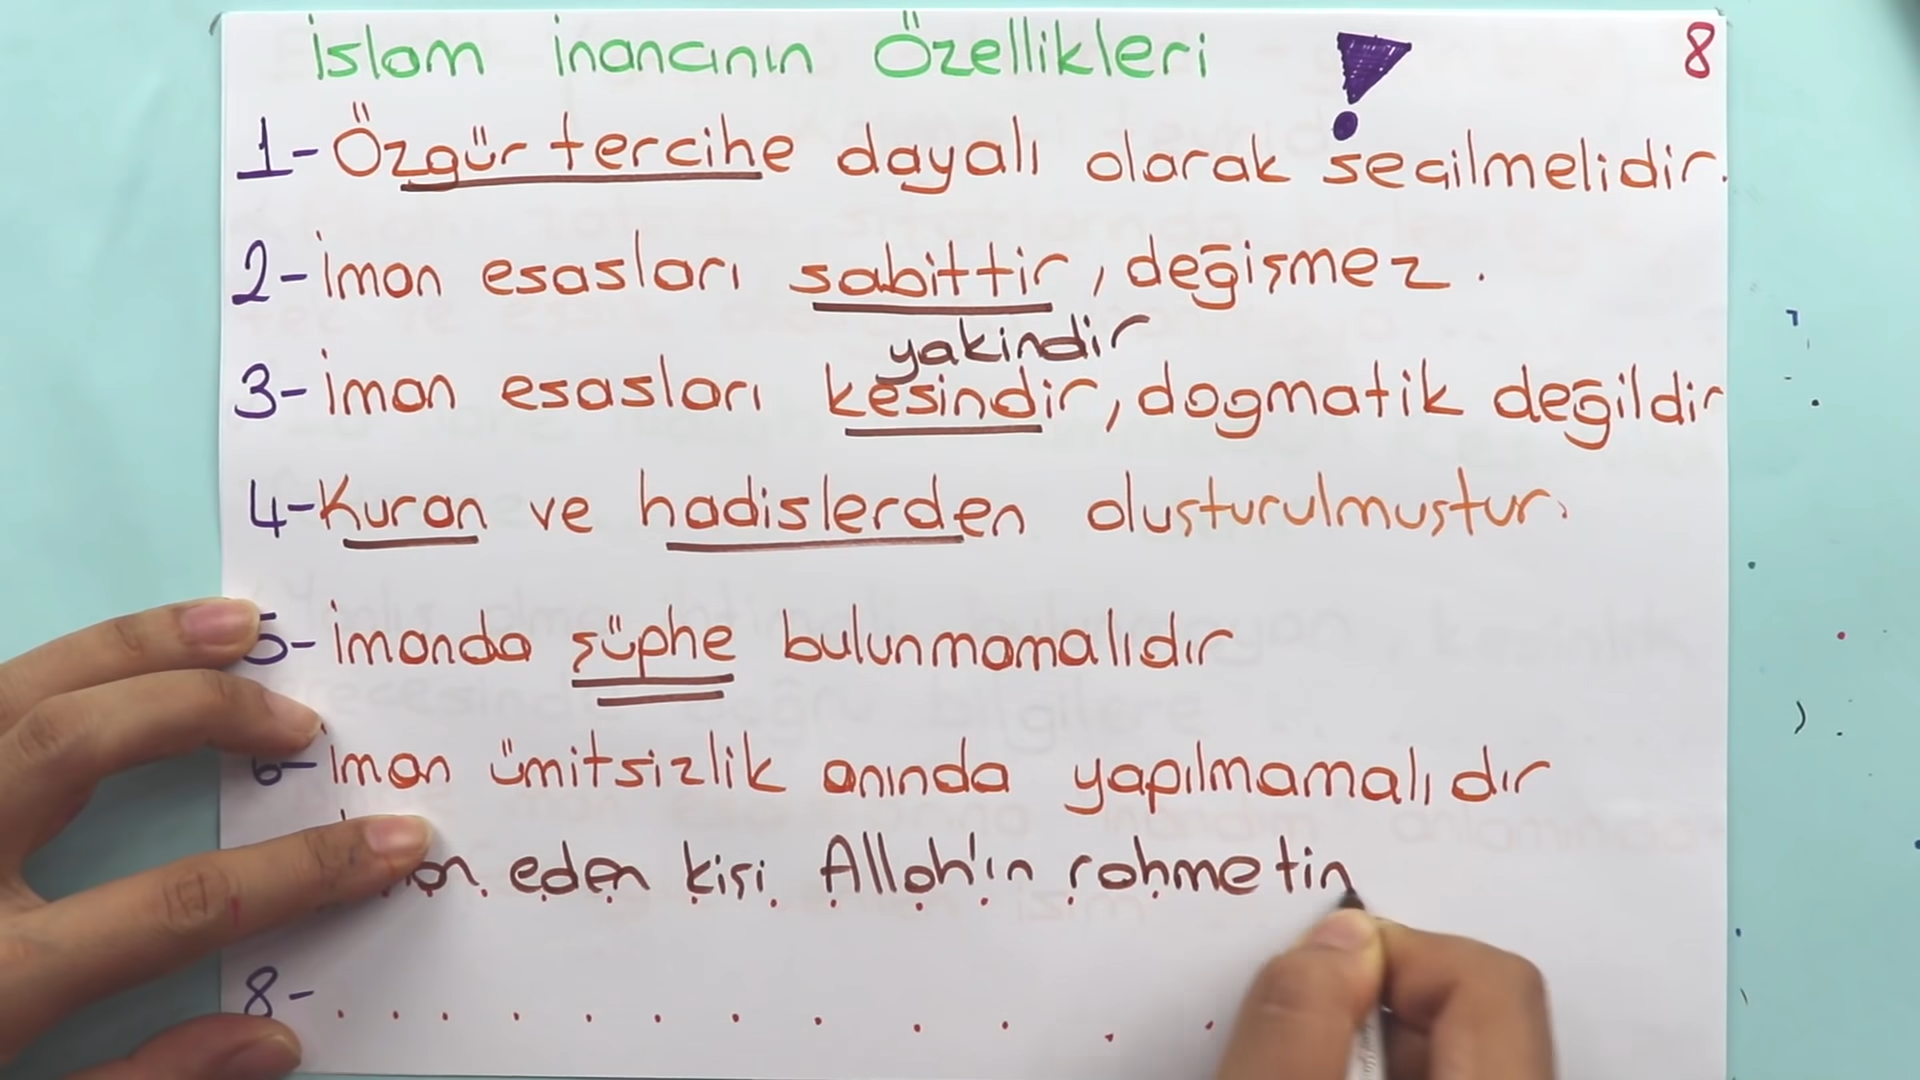 İslam İnancının Özellikleri 8
1- Özgür tercihe dayalı olarak seçilmelidir.
2- İman esasları sabittir, değişmez.
yakindir
3- İman esasları kesindir, dogmatik değildir
4- Kuran ve hadislerden oluşturulmuştur.
5- İmanda şüphe bulunmamalıdır
6- İman ümitsizlik anında yapılmamalıdır
eden kişi Allah'ın rahmetin
8- . . . . . . . . . . . .